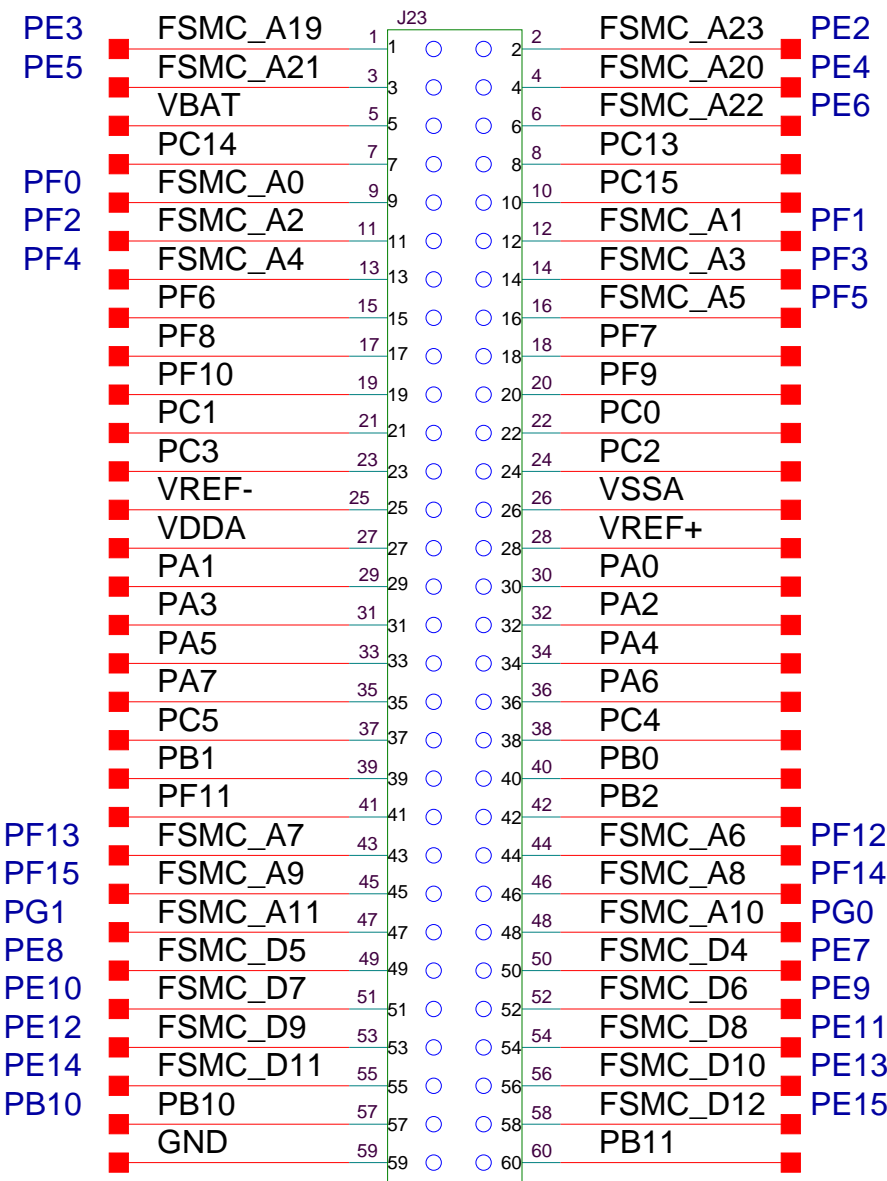 J23
PE3 FSMC_A19 1 1 2 2 FSMC_A23 PE2
PE5 FSMC_A21 3 3 4 4 FSMC_A20 PE4
VBAT 5 5 6 6 FSMC_A22 PE6
PC14 7 7 8 8 PC13
PF0 FSMC_A0 9 9 10 10 PC15
PF2 FSMC_A2 11 11 12 12 FSMC_A1 PF1
PF4 FSMC_A4 13 13 14 14 FSMC_A3 PF3
PF6 15 15 16 16 FSMC_A5 PF5
PF8 17 17 18 18 PF7
PF10 19 19 20 20 PF9
PC1 21 21 22 22 PC0
PC3 23 23 24 24 PC2
VREF- 25 25 26 26 VSSA
VDDA 27 27 28 28 VREF+
PA1 29 29 30 30 PA0
PA3 31 31 32 32 PA2
PA5 33 33 34 34 PA4
PA7 35 35 36 36 PA6
PC5 37 37 38 38 PC4
PB1 39 39 40 40 PB0
PF11 41 41 42 42 PB2
PF13 FSMC_A7 43 43 44 44 FSMC_A6 PF12
PF15 FSMC_A9 45 45 46 46 FSMC_A8 PF14
PG1 FSMC_A11 47 47 48 48 FSMC_A10 PG0
PE8 FSMC_D5 49 49 50 50 FSMC_D4 PE7
PE10 FSMC_D7 51 51 52 52 FSMC_D6 PE9
PE12 FSMC_D9 53 53 54 54 FSMC_D8 PE11
PE14 FSMC_D11 55 55 56 56 FSMC_D10 PE13
PB10 PB10 57 57 58 58 FSMC_D12 PE15
GND 59 59 60 60 PB11